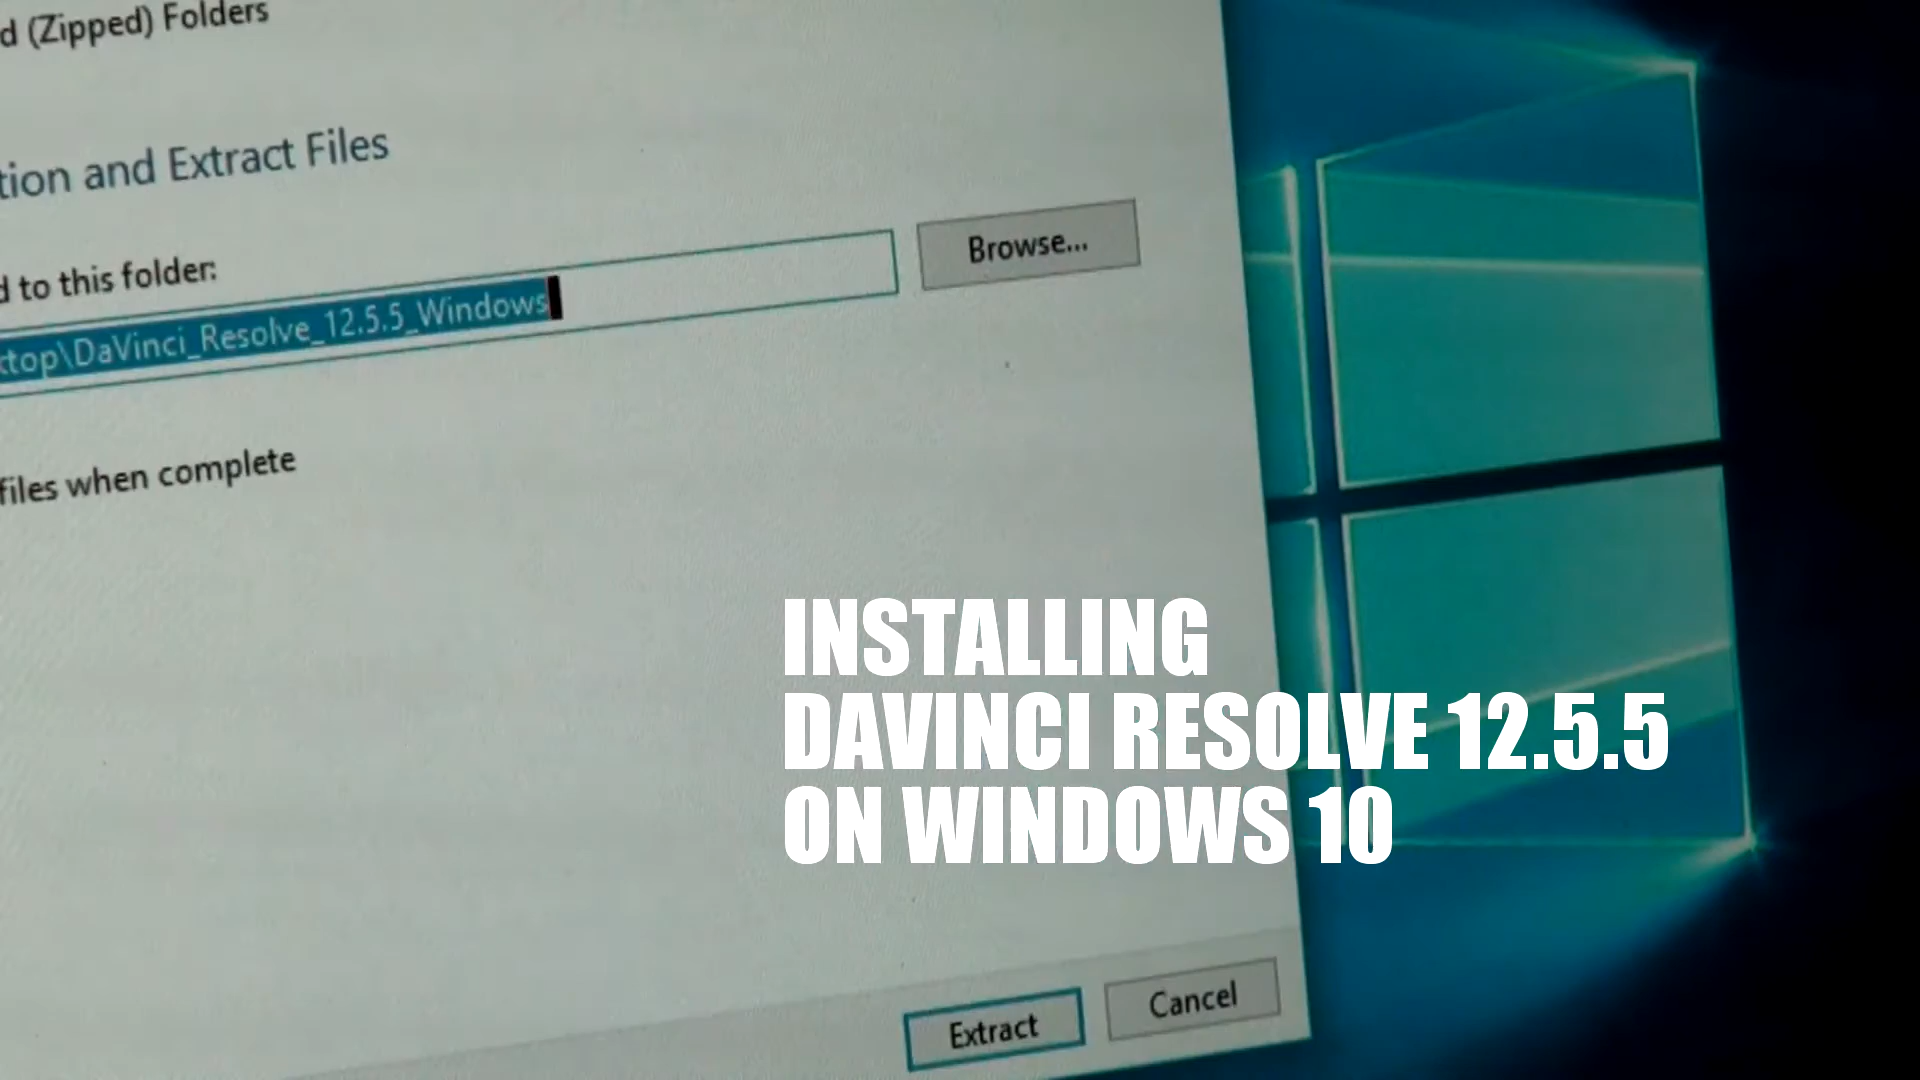 d (Zipped) Folders
tion and Extract Files
d to this folder:
Browse...
ktop\DaVinci_Resolve_12.5.5_Windows
files when complete
INSTALLING
DAVINCI RESOLVE 12.5.5
ON WINDOWS 10
Extract
Cancel